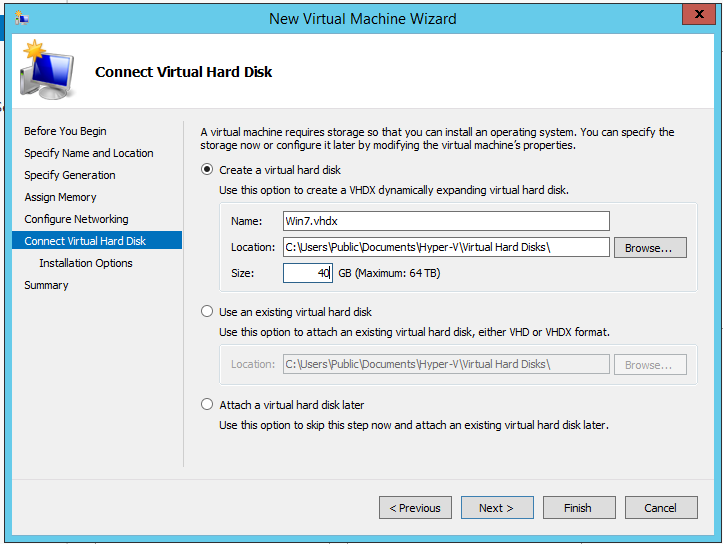 New Virtual Machine Wizard
x
Connect Virtual Hard Disk
Before You Begin
Specify Name and Location
Specify Generation
Assign Memory
Configure Networking
Connect Virtual Hard Disk
Installation Options
Summary
A virtual machine requires storage so that you can install an operating system. You can specify the
storage now or configure it later by modifying the virtual machine's properties.
Create a virtual hard disk
Use this option to create a VHDX dynamically expanding virtual hard disk.
Name: Win7.vhdx
Location: C:\Users\Public\Documents\Hyper-V\Virtual Hard Disks\ Browse...
Size: 40 GB (Maximum: 64 TB)
Use an existing virtual hard disk
Use this option to attach an existing virtual hard disk, either VHD or VHDX format.
Location: C:\Users\Public\Documents\Hyper-V\Virtual Hard Disks\ Browse...
Attach a virtual hard disk later
Use this option to skip this step now and attach an existing virtual hard disk later.
< Previous Next > Finish Cancel